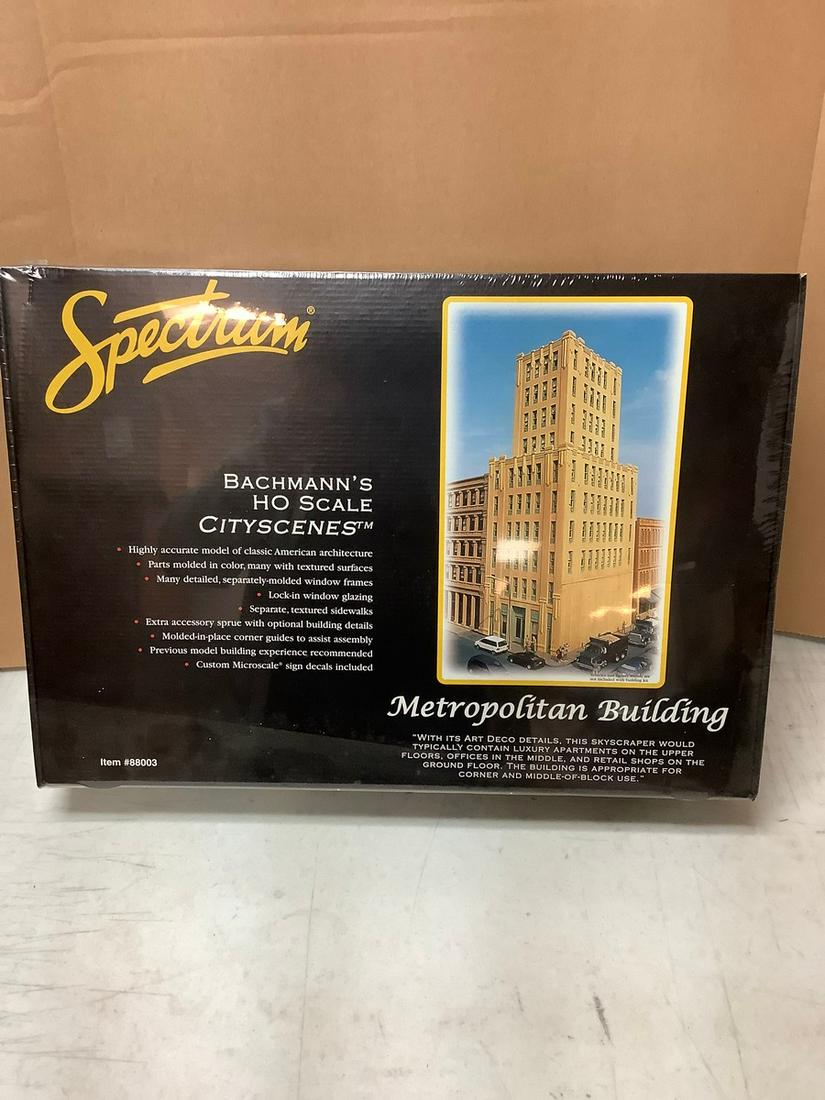 Spectrum®
BACHMANN'S
HO SCALE
CITYSCENES™
• Highly accurate model of classic American architecture
• Parts molded in color, many with textured surfaces
• Many detailed, separately-molded window frames
• Lock-in window glazing
• Separate, textured sidewalks
• Extra accessory sprue with optional building details
• Molded-in-place corner guides to assist assembly
• Previous model building experience recommended
• Custom Microscale® sign decals included
not included with building kit
Metropolitan Building
"WITH ITS ART DECO DETAILS, THIS SKYSCRAPER WOULD
TYPICALLY CONTAIN LUXURY APARTMENTS ON THE UPPER
FLOORS, OFFICES IN THE MIDDLE, AND RETAIL SHOPS ON THE
GROUND FLOOR. THE BUILDING IS APPROPRIATE FOR
CORNER AND MIDDLE-OF-BLOCK USE."
Item #88003